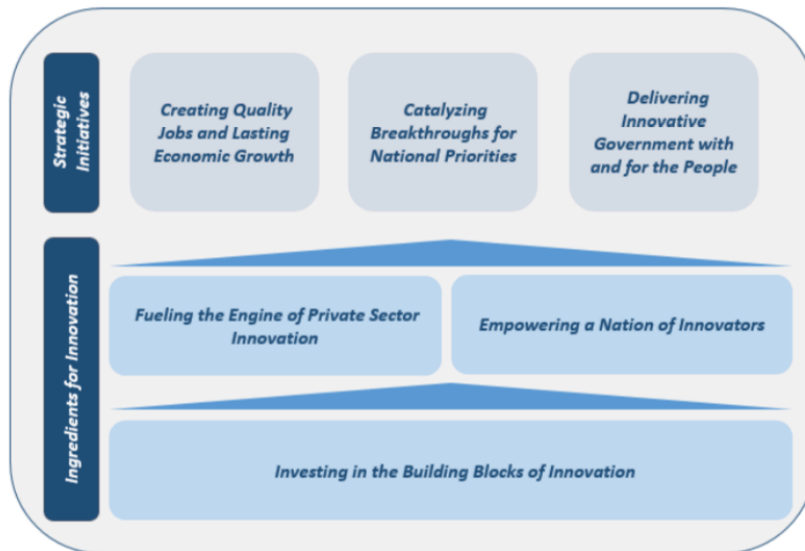 Strategic
Initiatives
Creating Quality
Jobs and Lasting
Economic Growth
Catalyzing
Breakthroughs for
National Priorities
Delivering
Innovative
Government with
and for the People
Ingredients for Innovation
Fueling the Engine of Private Sector
Innovation
Empowering a Nation of Innovators
Investing in the Building Blocks of Innovation